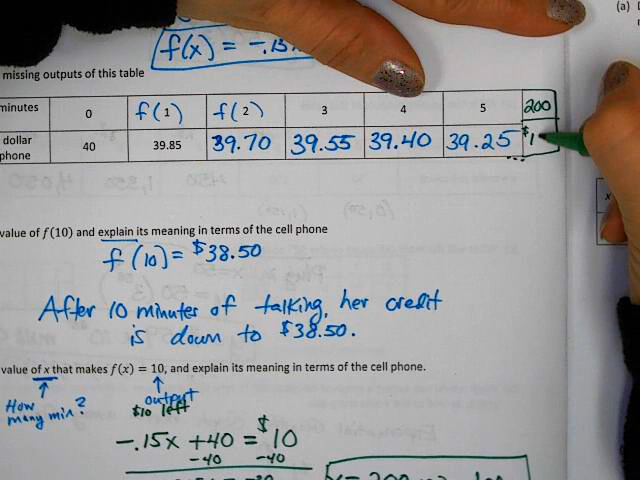 f(x) = -.15x
(a)
missing outputs of this table
minutes 0 f(1) f(2) 3 4 5 200
dollar 40 39.85 39.70 39.55 39.40 39.25 $1
phone
value of f(10) and explain its meaning in terms of the cell phone
f(10) = $38.50
After 10 minutes of talking, her credit
is down to $38.50.
value of x that makes f(x) = 10, and explain its meaning in terms of the cell phone.
How many min?
output
$10 left
-.15x +40 = $10
-40 -40